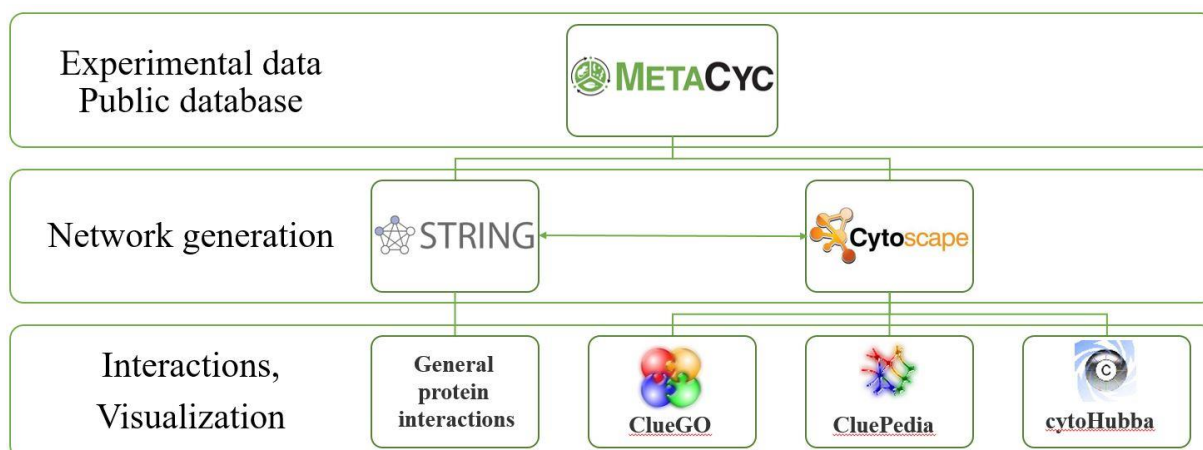 Experimental data
Public database
METACYC
Network generation
STRING
Cytoscape
Interactions,
Visualization
General
protein
interactions
ClueGO
CluePedia
C
cytoHubba